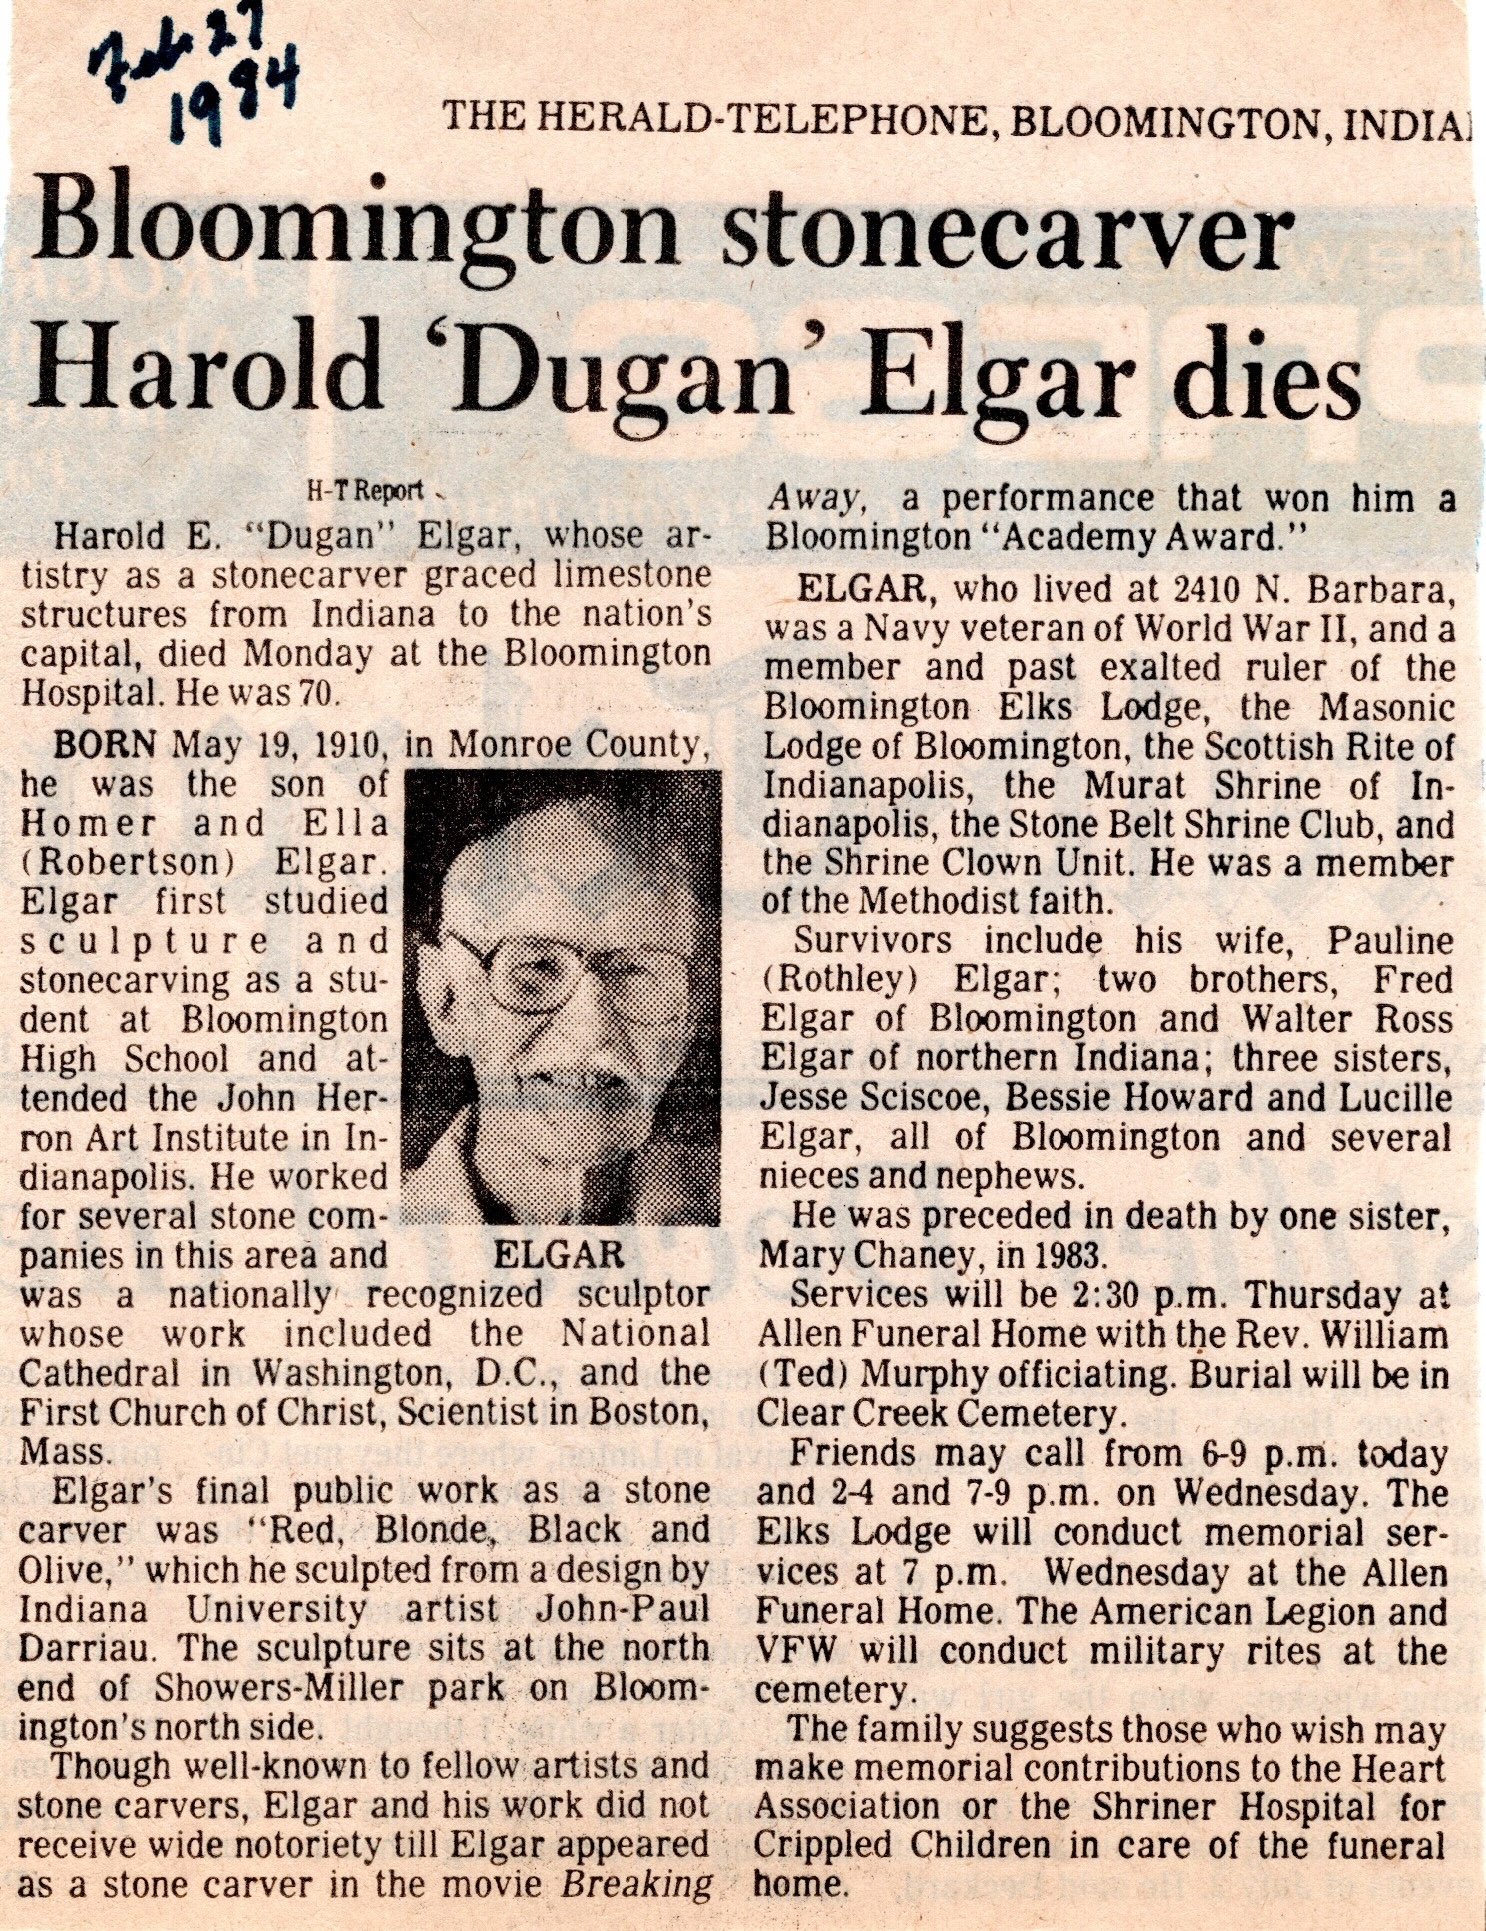 Feb 27
1984
THE HERALD-TELEPHONE, BLOOMINGTON, INDIA
Bloomington stonecarver
Harold ‘Dugan’ Elgar dies
H-T Report
Harold E. “Dugan” Elgar, whose ar-
tistry as a stonecarver graced limestone
structures from Indiana to the nation's
capital, died Monday at the Bloomington
Hospital. He was 70.
BORN May 19, 1910, in Monroe County,
he was the son of
Homer and Ella
(Robertson) Elgar.
Elgar first studied
sculpture and
stonecarving as a stu-
dent at Bloomington
High School and at-
tended the John Her-
ron Art Institute in In-
dianapolis. He worked
for several stone com-
panies in this area and
ELGAR
was a nationally recognized sculptor
whose work included the National
Cathedral in Washington, D.C., and the
First Church of Christ, Scientist in Boston,
Mass.
Elgar's final public work as a stone
carver was “Red, Blonde, Black and
Olive,” which he sculpted from a design by
Indiana University artist John-Paul
Darriau. The sculpture sits at the north
end of Showers-Miller park on Bloom-
ington's north side.
Though well-known to fellow artists and
stone carvers, Elgar and his work did not
receive wide notoriety till Elgar appeared
as a stone carver in the movie Breaking
Away, a performance that won him a
Bloomington “Academy Award.”
ELGAR, who lived at 2410 N. Barbara,
was a Navy veteran of World War II, and a
member and past exalted ruler of the
Bloomington Elks Lodge, the Masonic
Lodge of Bloomington, the Scottish Rite of
Indianapolis, the Murat Shrine of In-
dianapolis, the Stone Belt Shrine Club, and
the Shrine Clown Unit. He was a member
of the Methodist faith.
Survivors include his wife, Pauline
(Rothley) Elgar; two brothers, Fred
Elgar of Bloomington and Walter Ross
Elgar of northern Indiana; three sisters,
Jesse Sciscoe, Bessie Howard and Lucille
Elgar, all of Bloomington and several
nieces and nephews.
He was preceded in death by one sister,
Mary Chaney, in 1983.
Services will be 2:30 p.m. Thursday at
Allen Funeral Home with the Rev. William
(Ted) Murphy officiating. Burial will be in
Clear Creek Cemetery.
Friends may call from 6-9 p.m. today
and 2-4 and 7-9 p.m. on Wednesday. The
Elks Lodge will conduct memorial ser-
vices at 7 p.m. Wednesday at the Allen
Funeral Home. The American Legion and
VFW will conduct military rites at the
cemetery.
The family suggests those who wish may
make memorial contributions to the Heart
Association or the Shriner Hospital for
Crippled Children in care of the funeral
home.